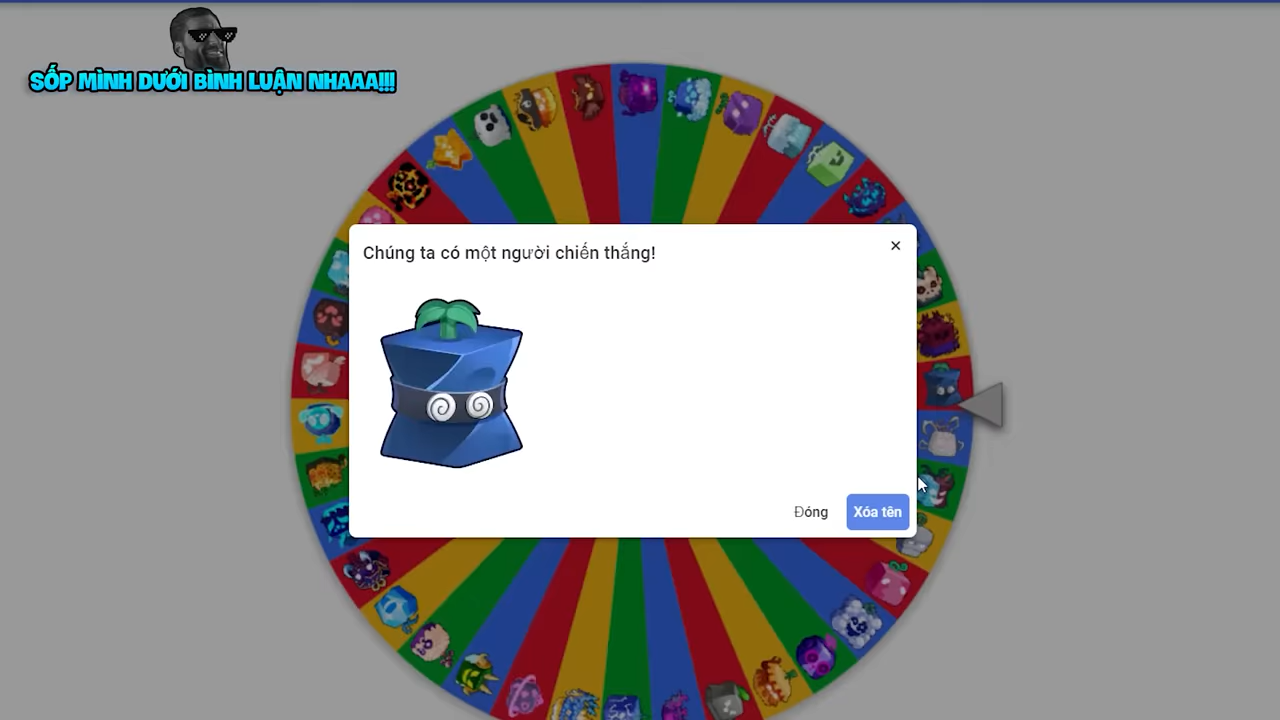 SỐP MÌNH DƯỚI BÌNH LUẬN NHAAA!!!
Chúng ta có một người chiến thắng!
×
Đóng
Xóa tên